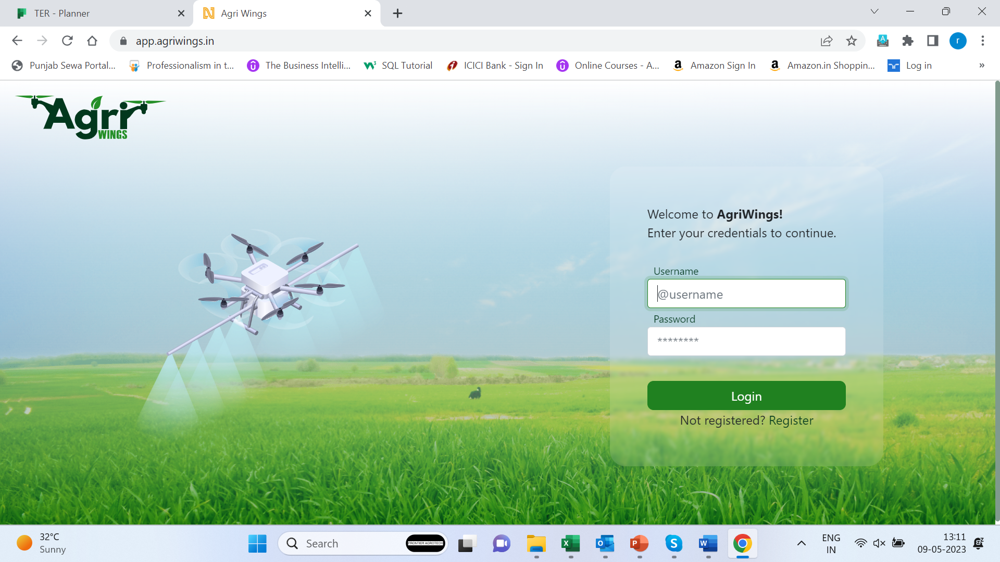 TER - Planner
Agri Wings
app.agriwings.in
r
Punjab Sewa Portal...
Professionalism in t...
The Business Intelli...
SQL Tutorial
ICICI Bank - Sign In
Online Courses - A...
Amazon Sign In
Amazon.in Shoppin...
Log in
»
Agri
WINGS
Welcome to AgriWings!
Enter your credentials to continue.
Username
@username
Password
********
Login
Not registered? Register
32°C
Sunny
Search
FRONTIER AGROTECH
ENG
IN
13:11
09-05-2023